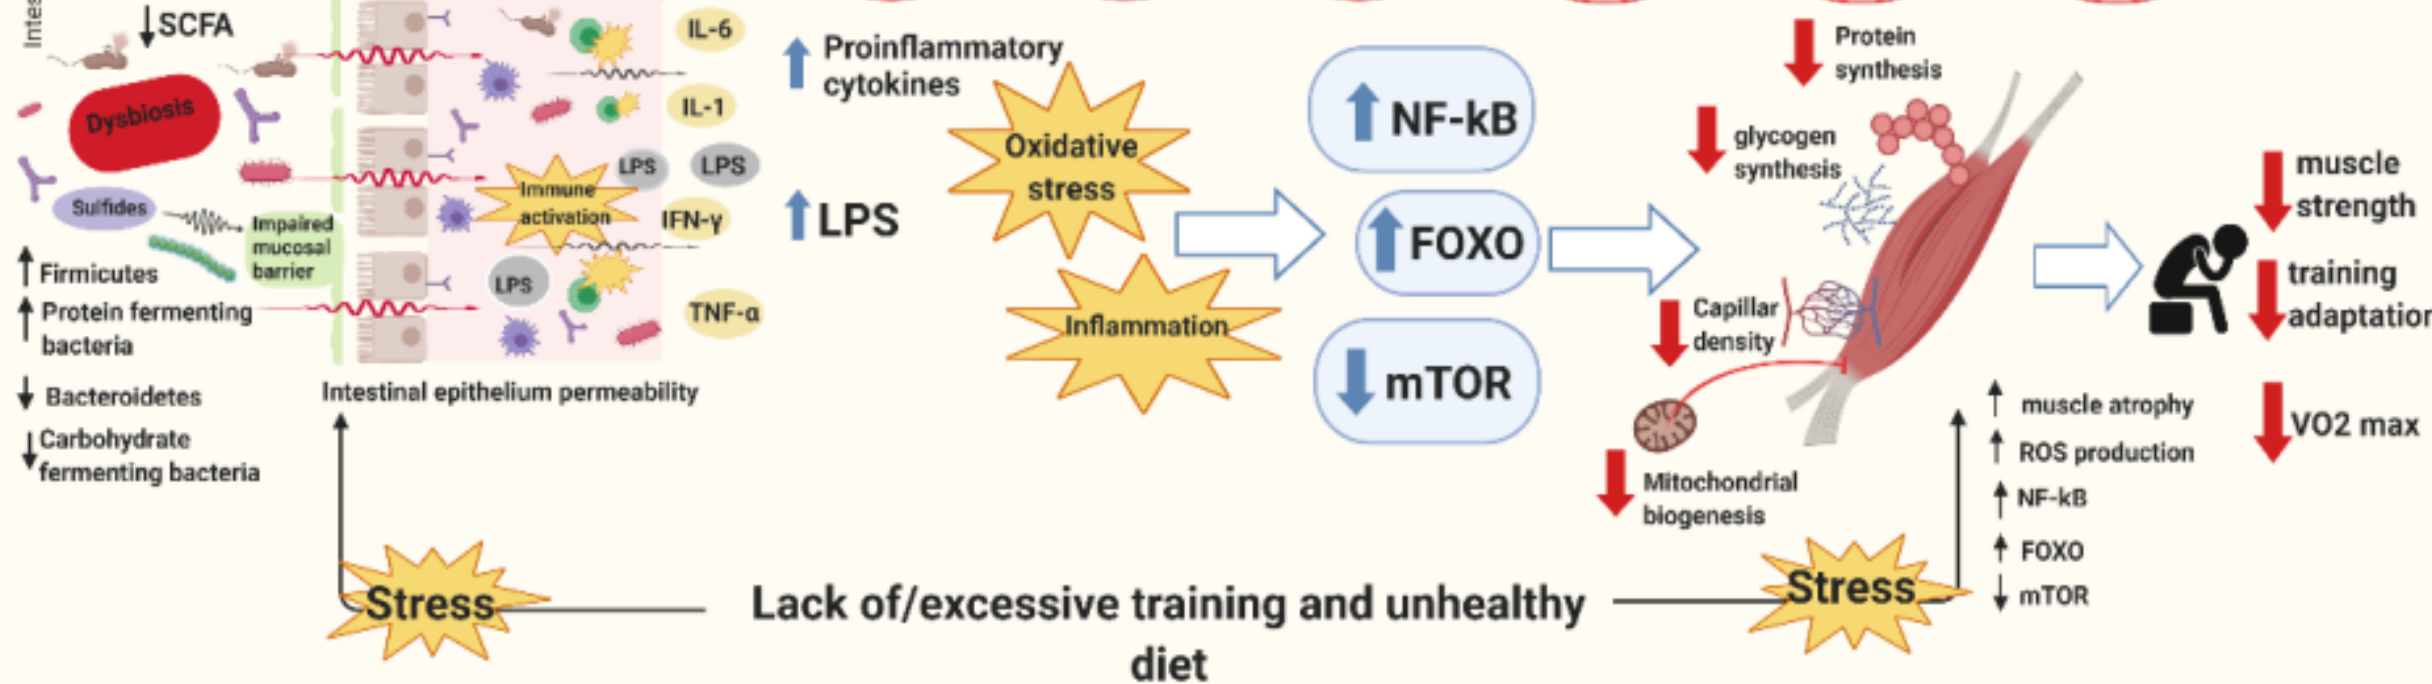 Intes
↓SCFA
Dysbiosis
Sulfides
Impaired
mucosal
barrier
↑ Firmicutes
↑ Protein fermenting
bacteria
↓ Bacteroidetes
↓ Carbohydrate
fermenting bacteria
Immune
activation
LPS
LPS
LPS
IL-6
IL-1
IFN-γ
TNF-α
Intestinal epithelium permeability
↑ Proinflammatory
cytokines
↑ LPS
Oxidative
stress
Inflammation
↑ NF-kB
↑ FOXO
↓ mTOR
↓ Protein
synthesis
↓ glycogen
synthesis
↓ Capillar
density
↓ Mitochondrial
biogenesis
↓ muscle
strength
↓ training
adaptation
↓ VO2 max
↑ muscle atrophy
↑ ROS production
↑ NF-kB
↑ FOXO
↓ mTOR
Stress
Lack of/excessive training and unhealthy
diet
Stress